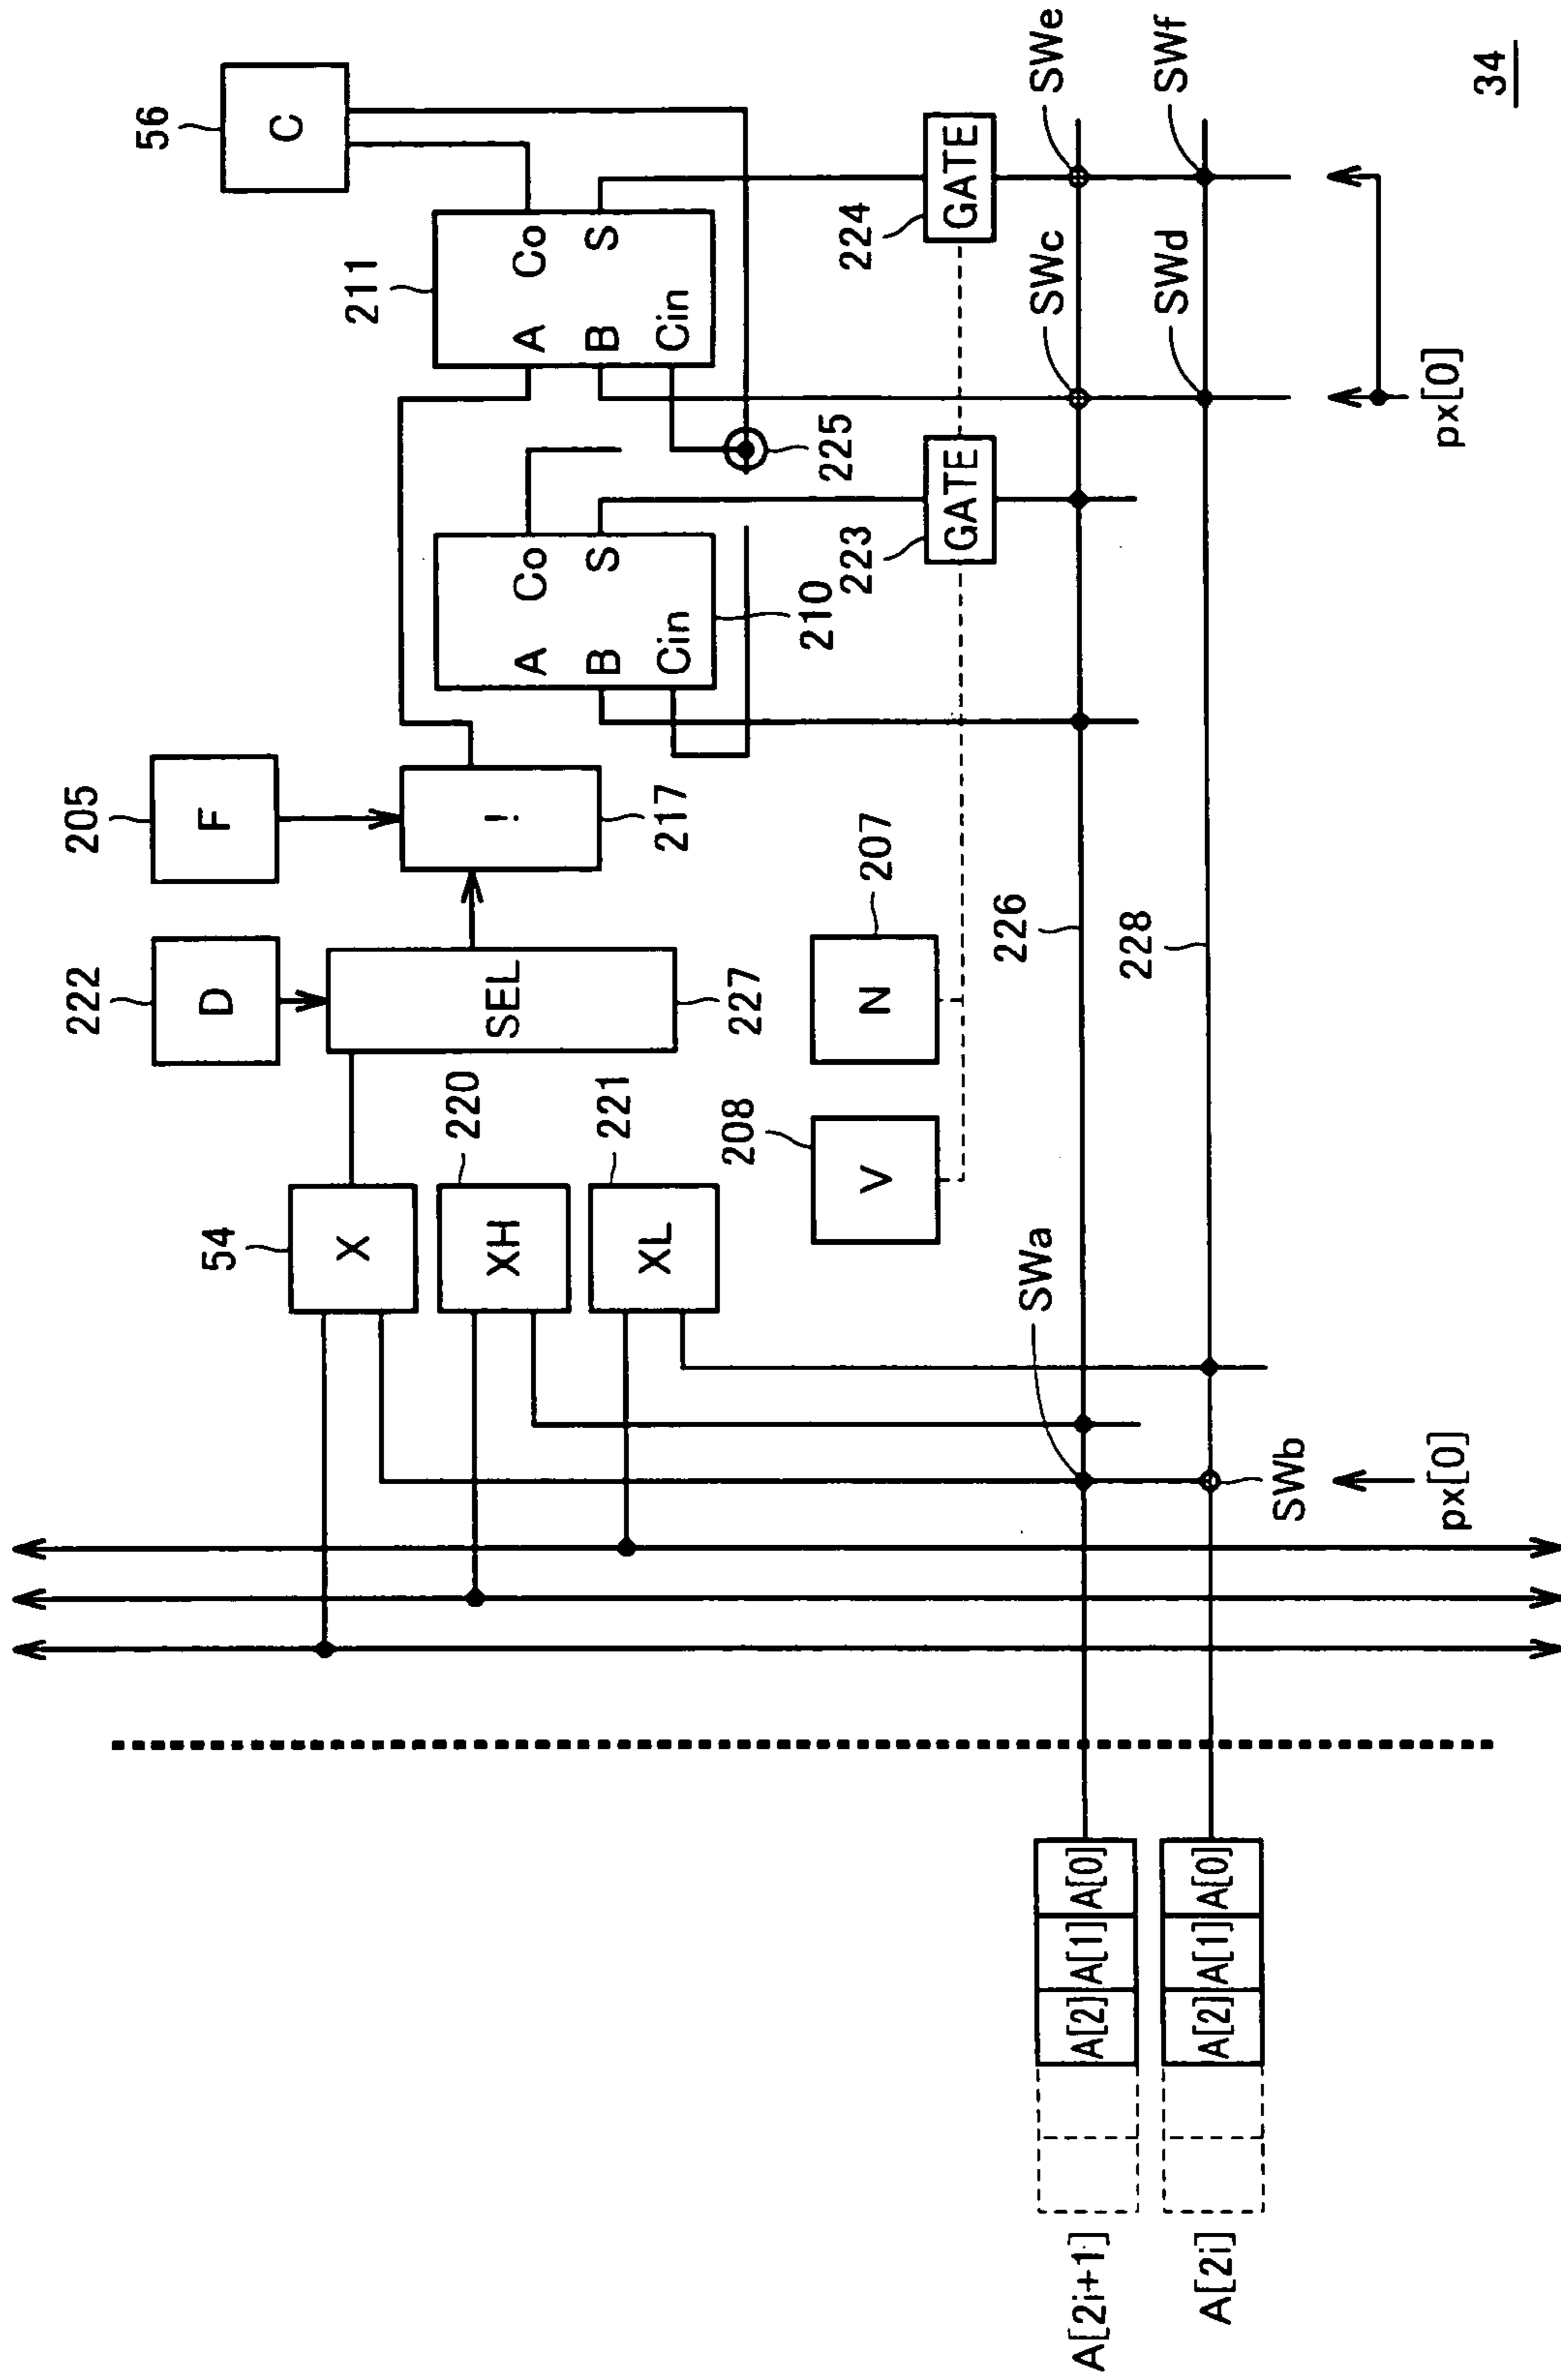 56
C
211
A
Co
B
S
Cin
205
F
222
D
!
217
A
Co
B
S
Cin
210
SEL
227
54
X
220
XH
221
XL
208
V
N
207
223
GATE
224
GATE
225
SWa
226
228
SWc
SWe
SWd
SWf
SWb
px[0]
px[0]
A[2i+1]
A[2]
A[1]
A[0]
A[2i]
A[2]
A[1]
A[0]
34